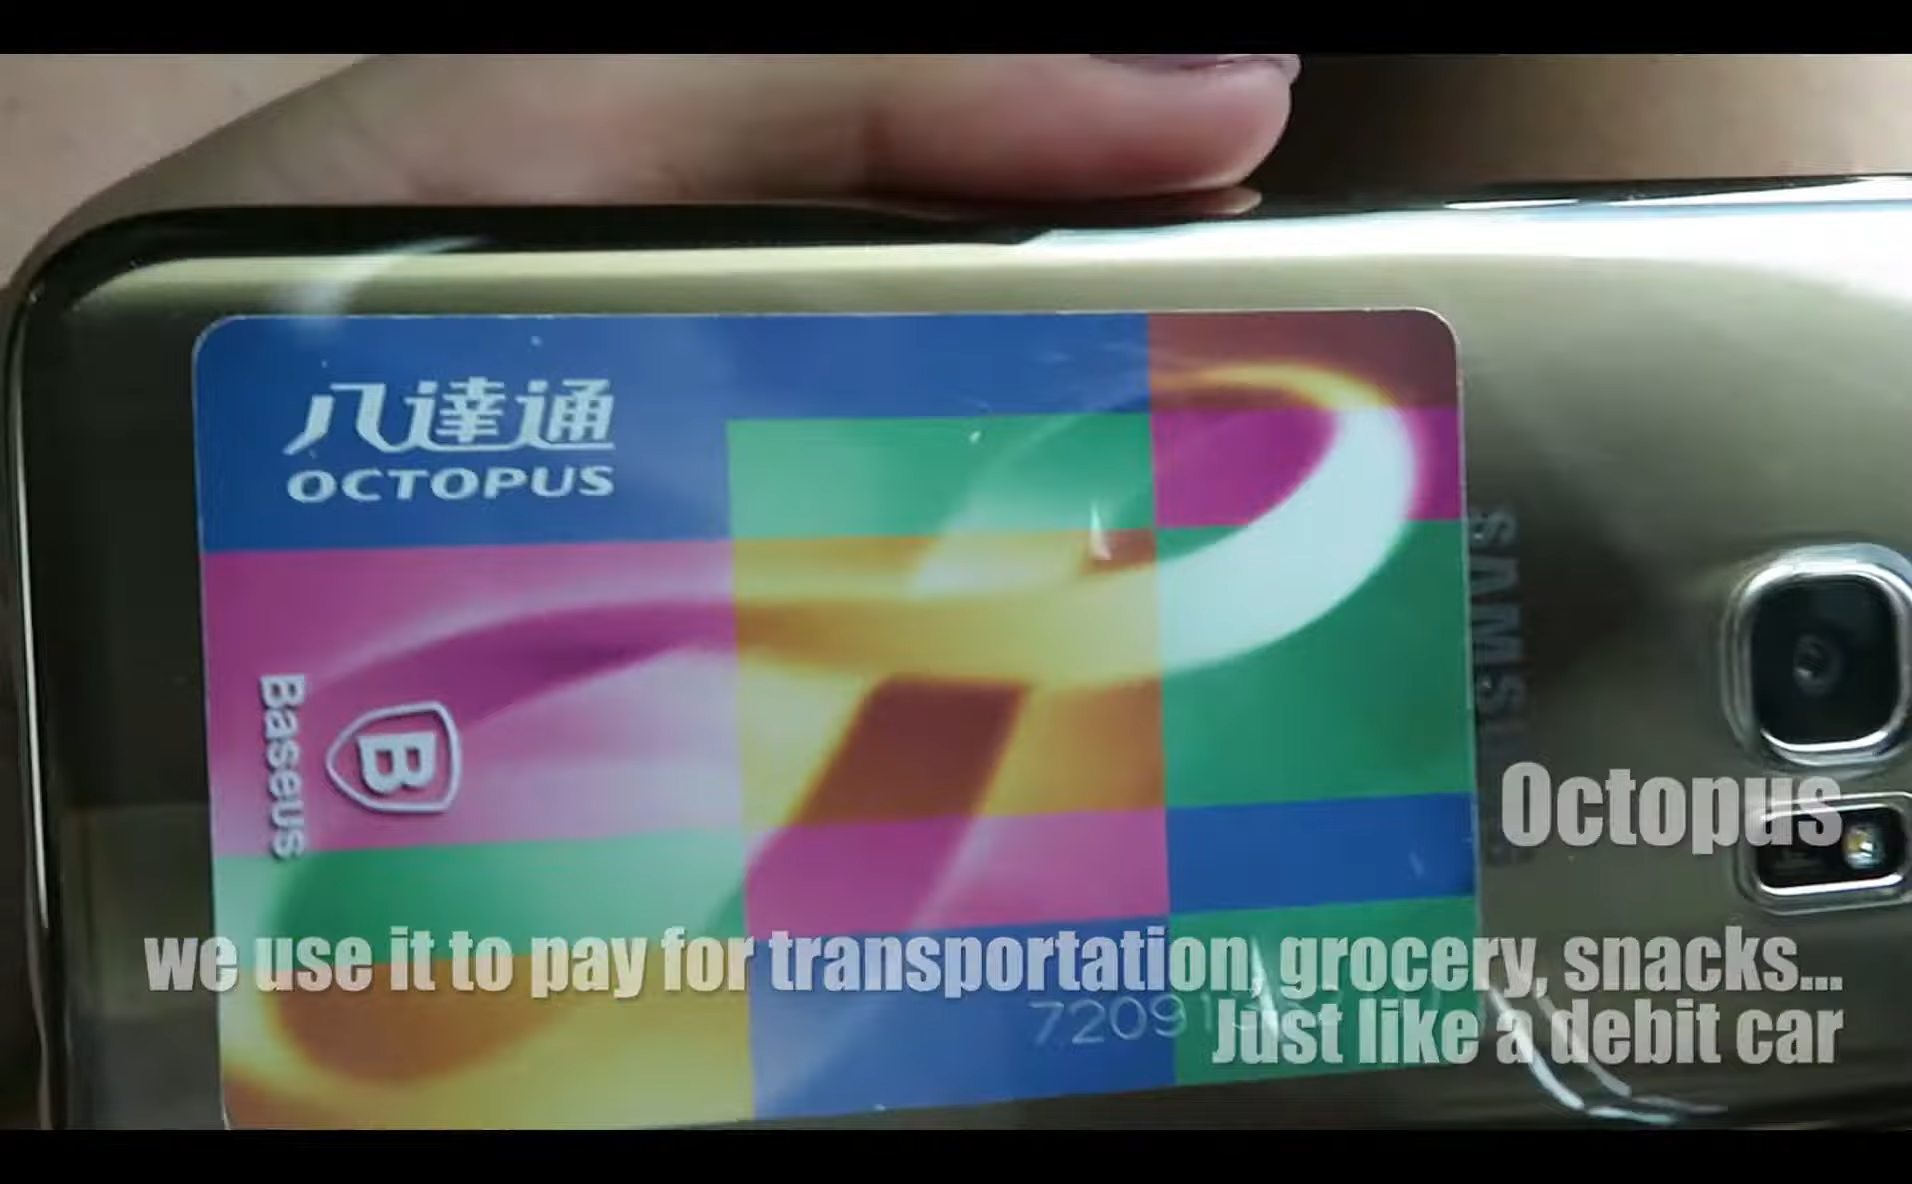 八達通
OCTOPUS
Baseus
B
SAMSUNG
Octopus
we use it to pay for transportation, grocery, snacks...
Just like a debit car